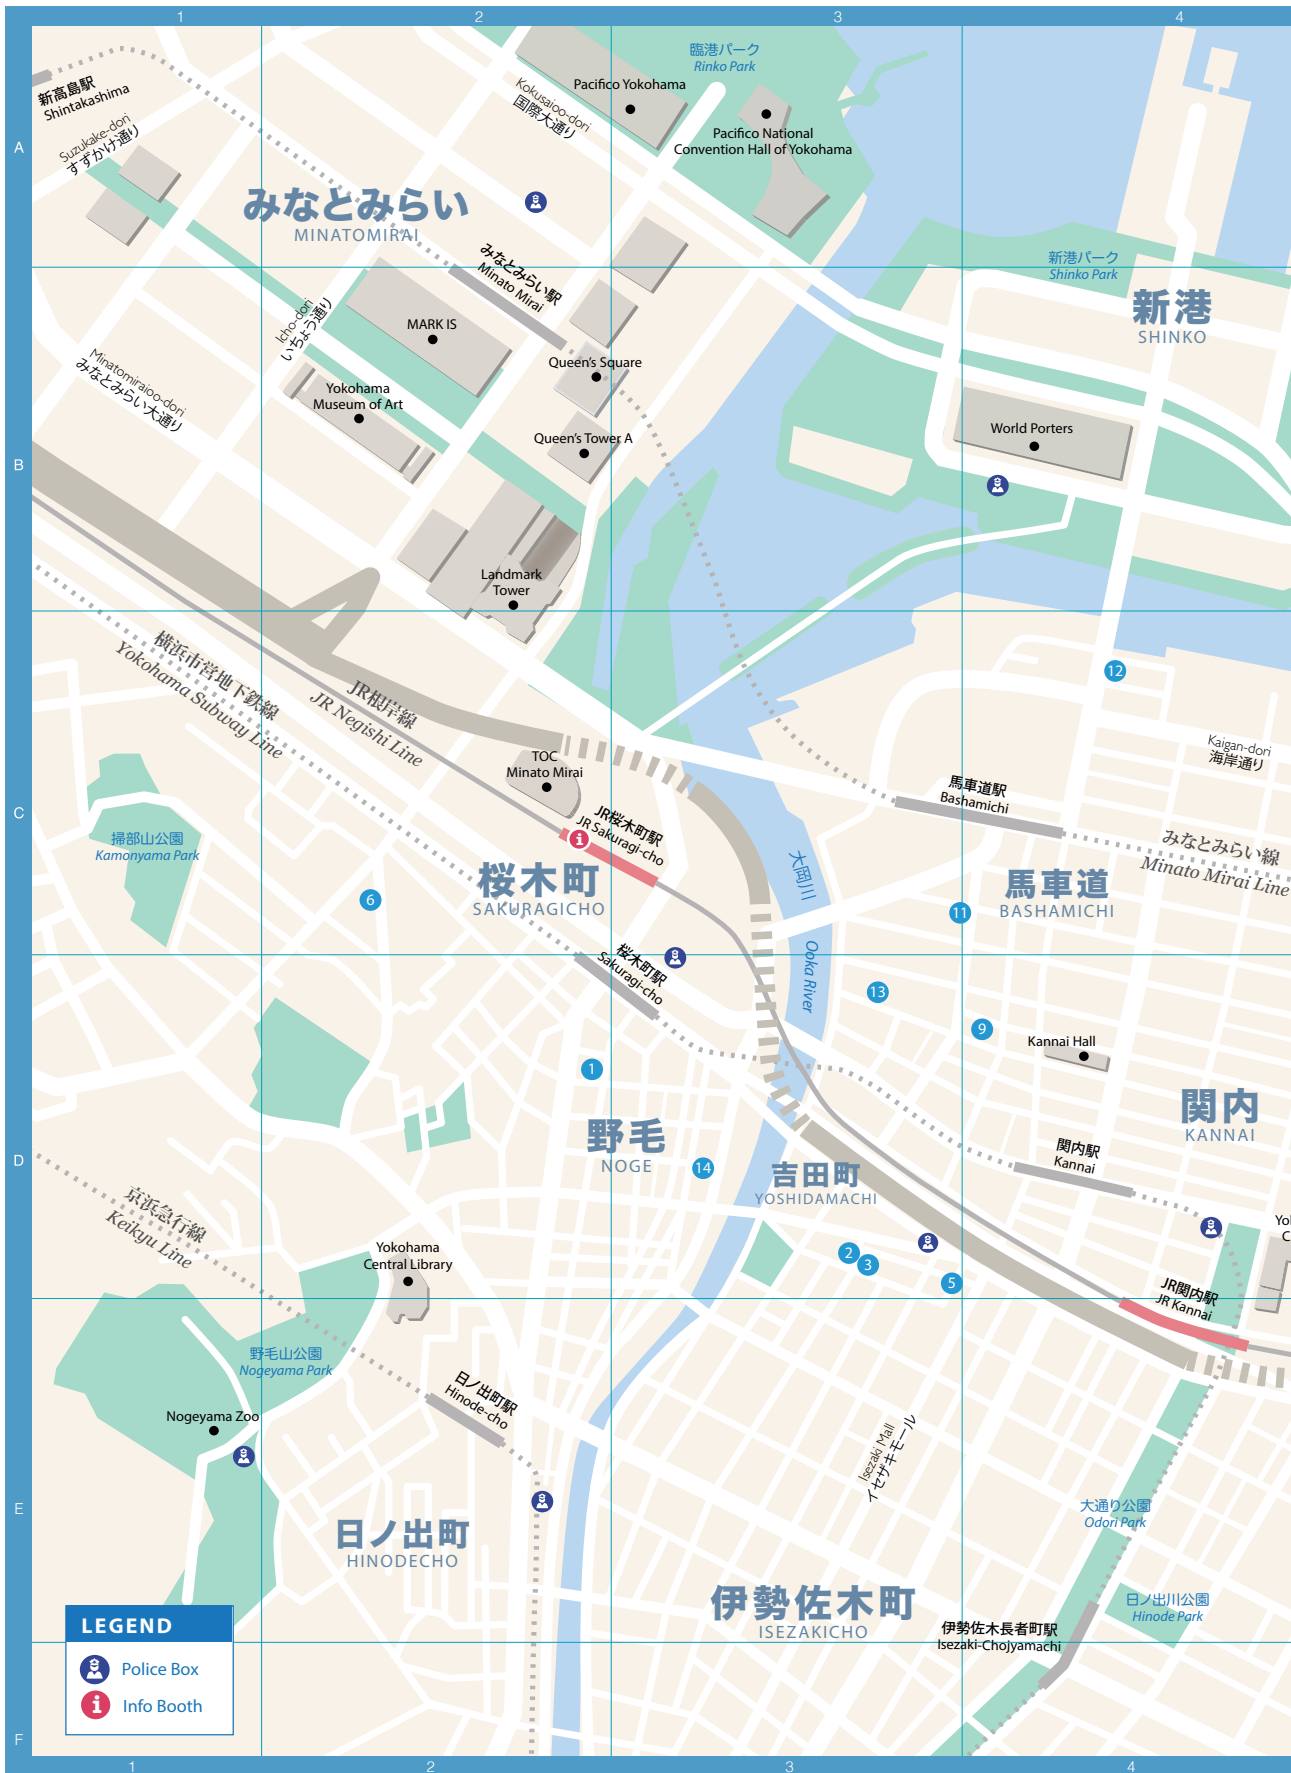 1
2
3
4
A
B
C
D
E
F
新高島駅
Shintakashima
Suzukake-dori
すずかけ通り
Kokusaioo-dori
国際大通り
Pacifico Yokohama
臨港パーク
Rinko Park
Pacifico National
Convention Hall of Yokohama
みなとみらい
MINATOMIRAI
みなとみらい駅
Minato Mirai
新港パーク
Shinko Park
新港
SHINKO
Icho-dori
いちょう通り
MARK IS
Queen's Square
Minatomiraioo-dori
みなとみらい大通り
Yokohama
Museum of Art
Queen's Tower A
World Porters
Landmark
Tower
横浜市営地下鉄線
Yokohama Subway Line
JR根岸線
JR Negishi Line
12
Kaigan-dori
海岸通り
TOC
Minato Mirai
馬車道駅
Bashamichi
JR桜木町駅
JR Sakuragi-cho
掃部山公園
Kamonyama Park
みなとみらい線
Minato Mirai Line
大岡川
Ooka River
桜木町
SAKURAGICHO
馬車道
BASHAMICHI
6
11
桜木町駅
Sakuragi-cho
13
9
Kannai Hall
1
野毛
NOGE
関内
KANNAI
関内駅
Kannai
14
吉田町
YOSHIDAMACHI
京浜急行線
Keikyu Line
Yokohama
Central Library
2
3
5
Yo
C
JR関内駅
JR Kannai
野毛山公園
Nogeyama Park
Nogeyama Zoo
日ノ出町駅
Hinode-cho
Isezaki Mall
イセザキモール
大通り公園
Odori Park
日ノ出町
HINODECHO
伊勢佐木町
ISEZAKICHO
日ノ出川公園
Hinode Park
伊勢佐木長者町駅
Isezaki-Chojyamachi
LEGEND
Police Box
Info Booth
1
2
3
4